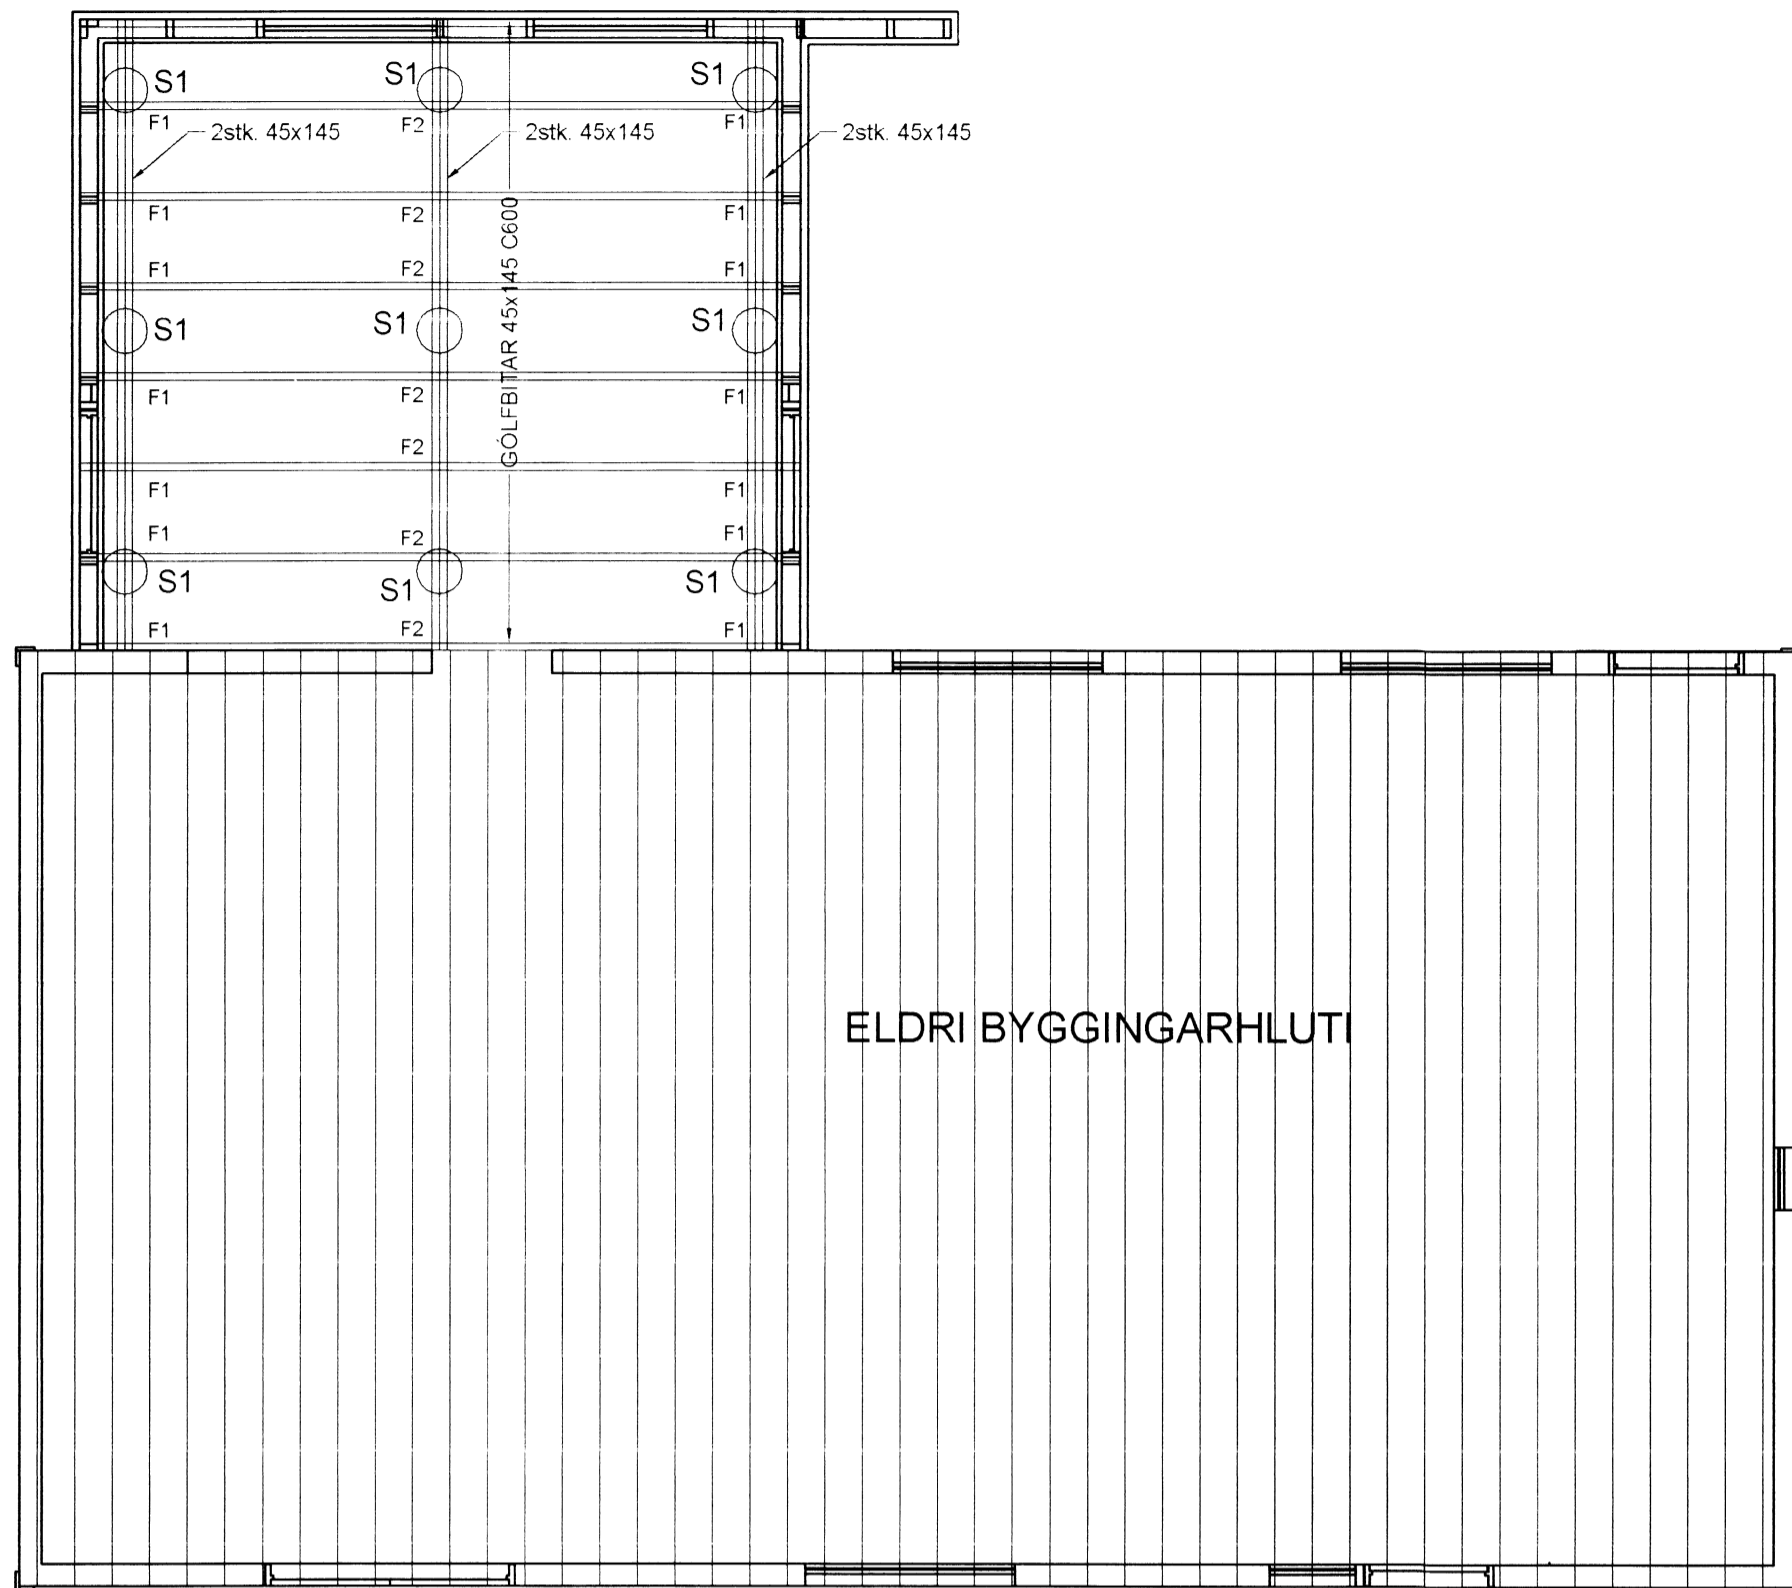 S1 S1 S1
F1 F2 F1
2stk. 45x145 2stk. 45x145 2stk. 45x145
F1 F2 F1
F1 F2 F1
S1 S1 S1
GÓLFBITAR 45x145 C600
F1 F2 F1
F2
F1 F1
F1 F2 F1
S1 S1 S1
F1 F2 F1
ELDRI BYGGINGARHLUTI